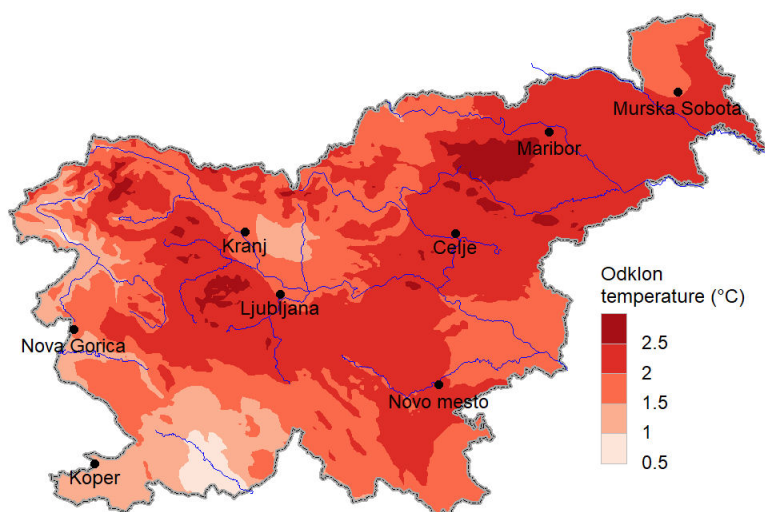 Murska Sobota
Maribor
Kranj
Celje
Ljubljana
Nova Gorica
Novo mesto
Koper
Odklon
temperature (°C)
2.5
2
1.5
1
0.5